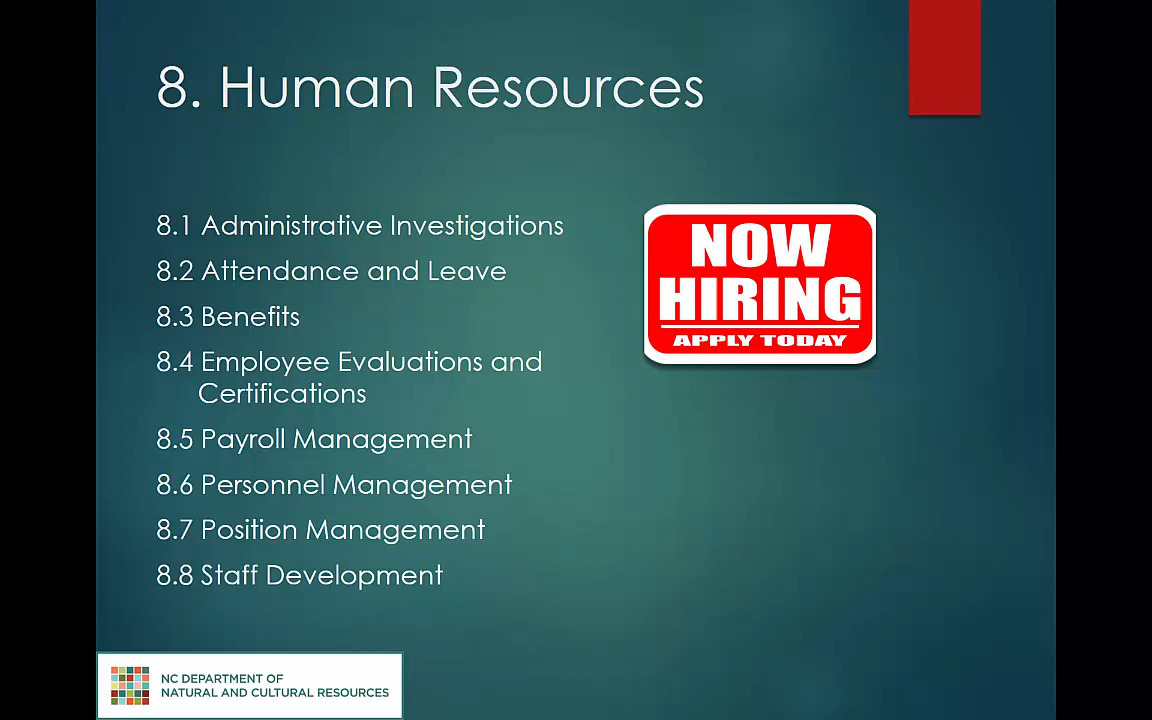 8. Human Resources
8.1 Administrative Investigations
8.2 Attendance and Leave
8.3 Benefits
8.4 Employee Evaluations and
Certifications
8.5 Payroll Management
8.6 Personnel Management
8.7 Position Management
8.8 Staff Development
NOW
HIRING
APPLY TODAY
NC DEPARTMENT OF
NATURAL AND CULTURAL RESOURCES